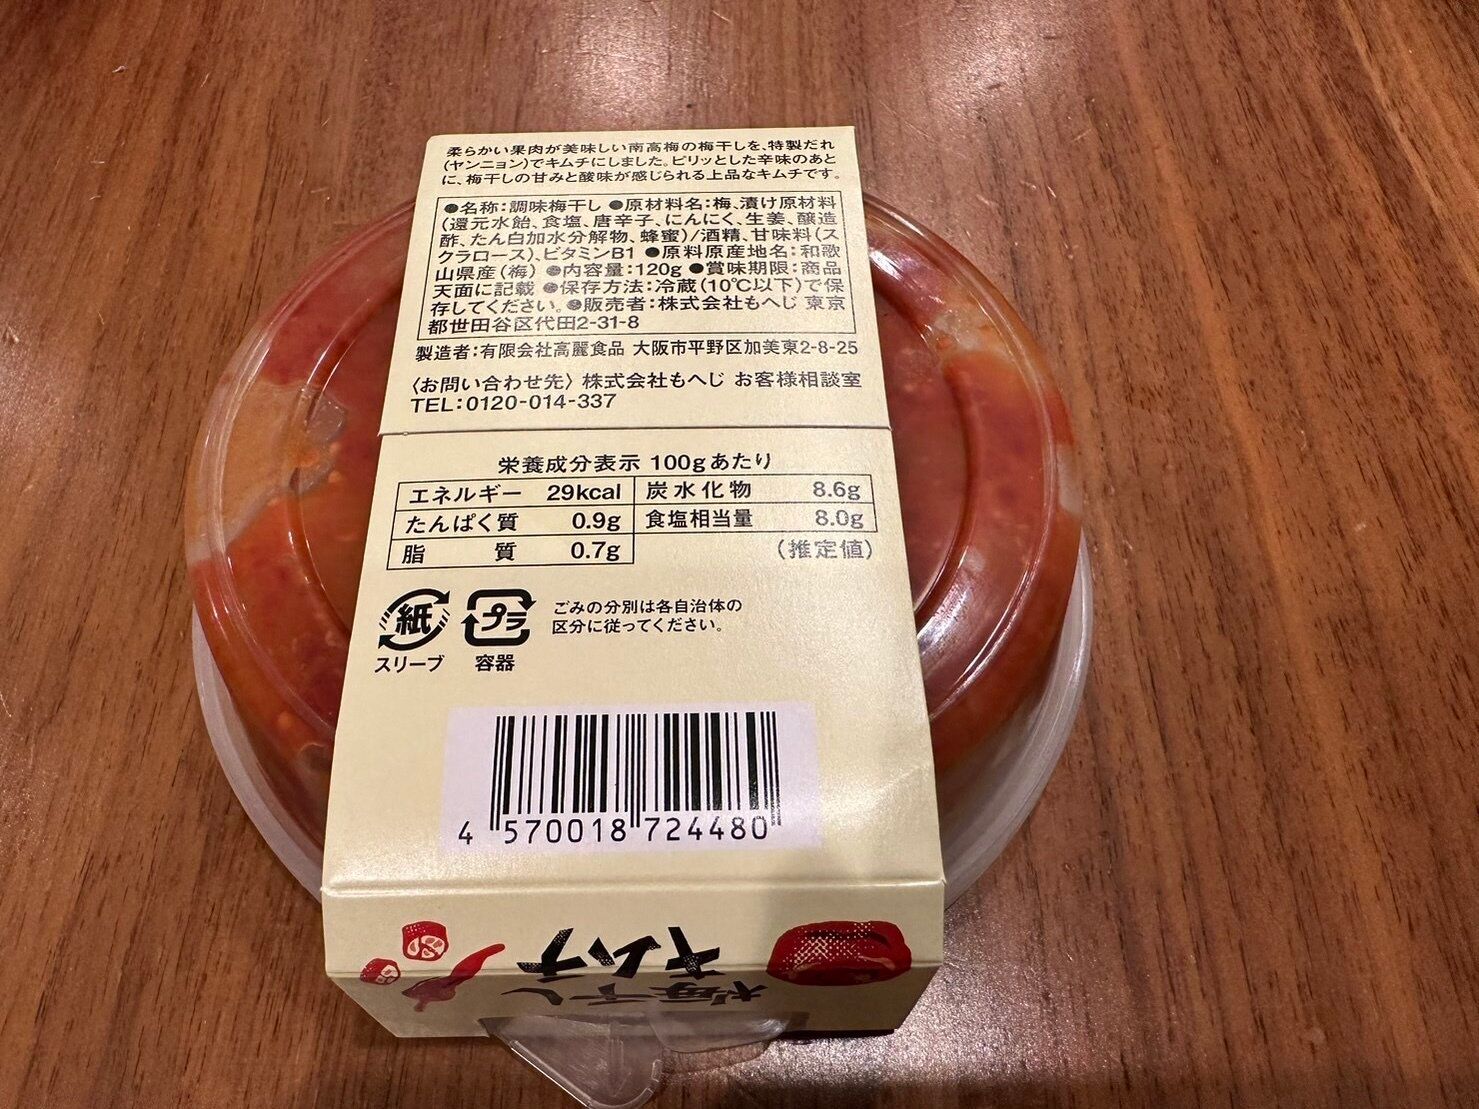 柔らかい果肉が美味しい南高梅の梅干しを、特製だれ
(ヤンニョン)でキムチにしました。ピリッとした辛味のあと
に、梅干しの甘みと酸味が感じられる上品なキムチです。
●名称:調味梅干し ●原材料名:梅、漬け原材料
(還元水飴、食塩、唐辛子、にんにく、生姜、醸造
酢、たん白加水分解物、蜂蜜)/酒精、甘味料(ス
クラロース)、ビタミンB1 ●原料原産地名:和歌
山県産(梅) ●内容量:120g ●賞味期限:商品
天面に記載 ●保存方法:冷蔵(10℃以下)で保
存してください。●販売者:株式会社もへじ 東京
都世田谷区代田2-31-8
製造者:有限会社高麗食品 大阪市平野区加美東2-8-25
〈お問い合わせ先〉 株式会社もへじ お客様相談室
TEL:0120-014-337
栄養成分表示 100gあたり
エネルギー 29kcal 炭水化物 8.6g
たんぱく質 0.9g 食塩相当量 8.0g
脂質 0.7g (推定値)
紙 プラ ごみの分別は各自治体の
区分に従ってください。
スリーブ 容器
4 570018 724480
梅干し
キムチ